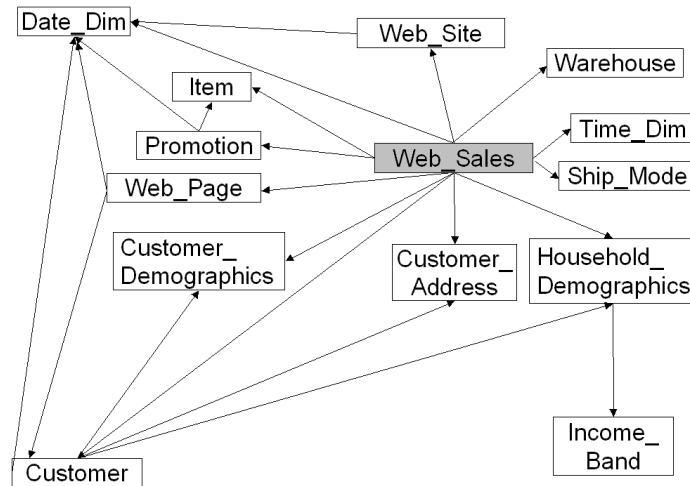 Date_Dim
Web_Site
Warehouse
Item
Time_Dim
Promotion
Web_Sales
Ship_Mode
Web_Page
Customer_
Demographics
Customer_
Address
Household_
Demographics
Income_
Band
Customer